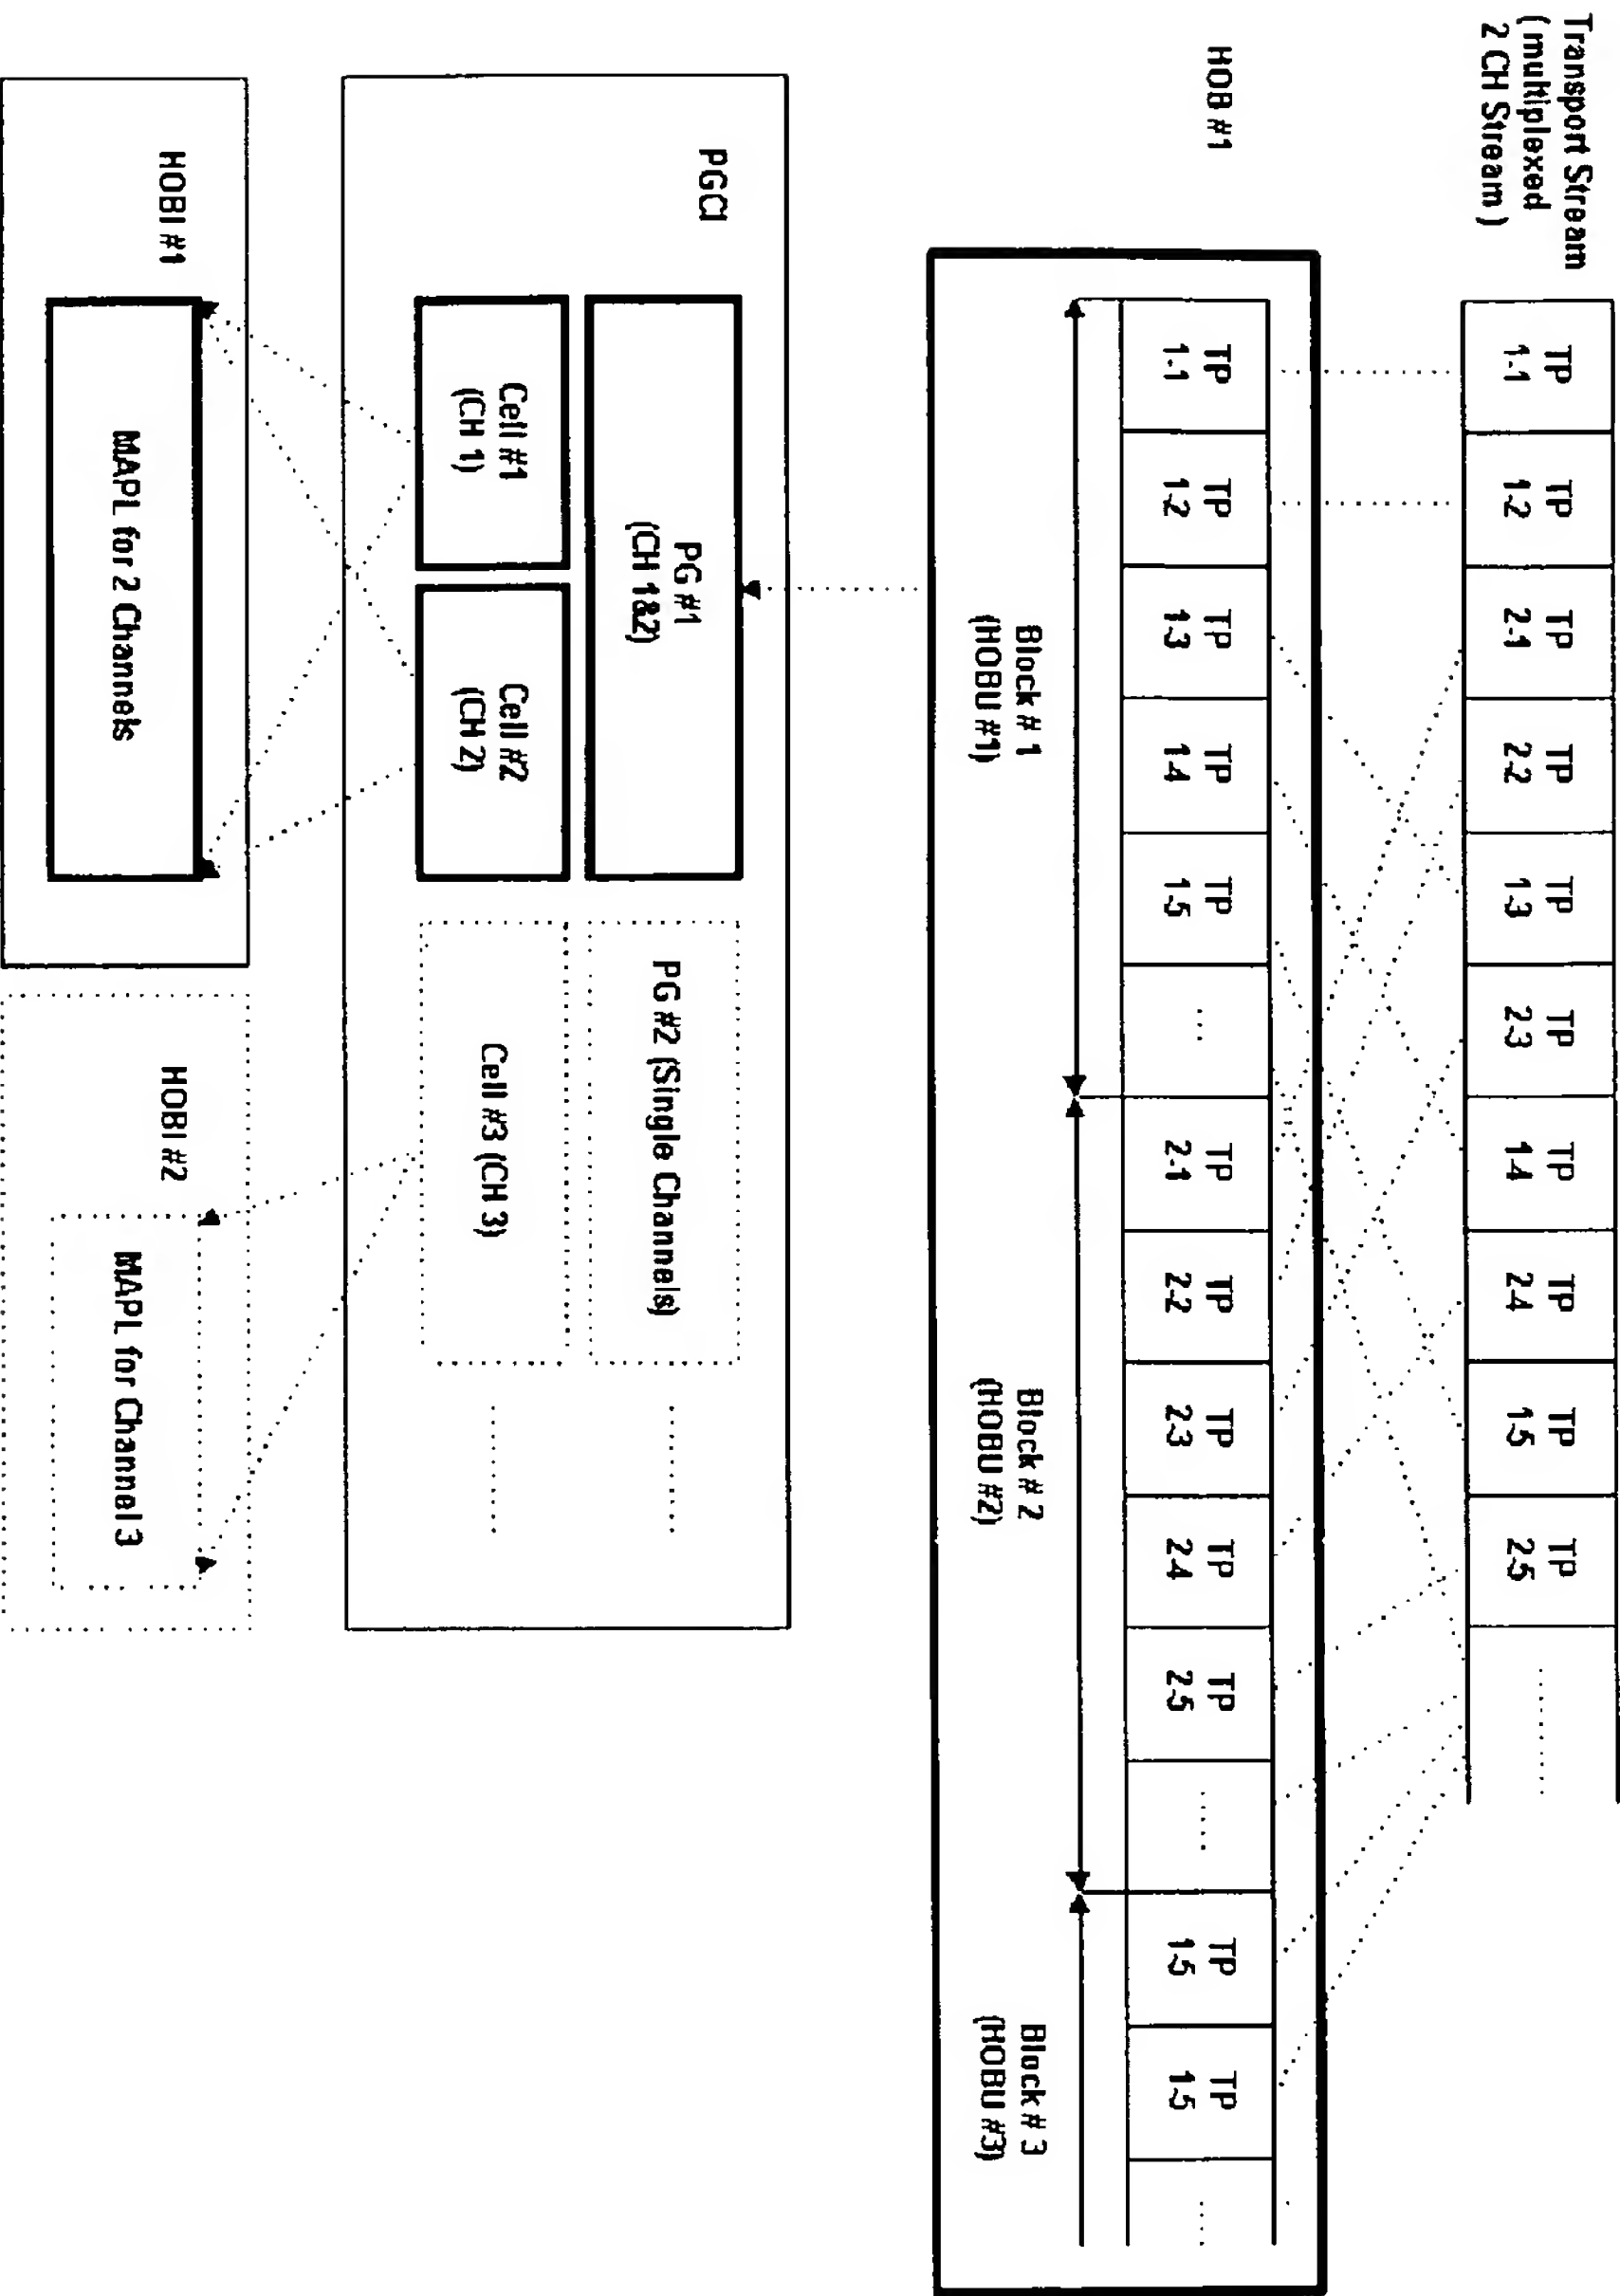 Transport Stream
( multiplexed
2 CH Stream )
TP
1-1
TP
1-2
TP
2-1
TP
2-2
TP
1-3
TP
2-3
TP
1-4
TP
2-4
TP
1-5
TP
2-5
.........
HOB #1
TP
1-1
TP
1-2
TP
1-3
TP
1-4
TP
1-5
...
TP
2-1
TP
2-2
TP
2-3
TP
2-4
TP
2-5
......
TP
1-5
TP
1-5
......
Block # 1
(HOBU #1)
Block # 2
(HOBU #2)
Block # 3
(HOBU #3)
PGCI
PG #1
(CH 1&2)
PG #2 (Single Channels)
.........
Cell #1
(CH 1)
Cell #2
(CH 2)
Cell #3 (CH 3)
.........
HOBI #1
MAPL for 2 Channels
HOBI #2
MAPL for Channel 3